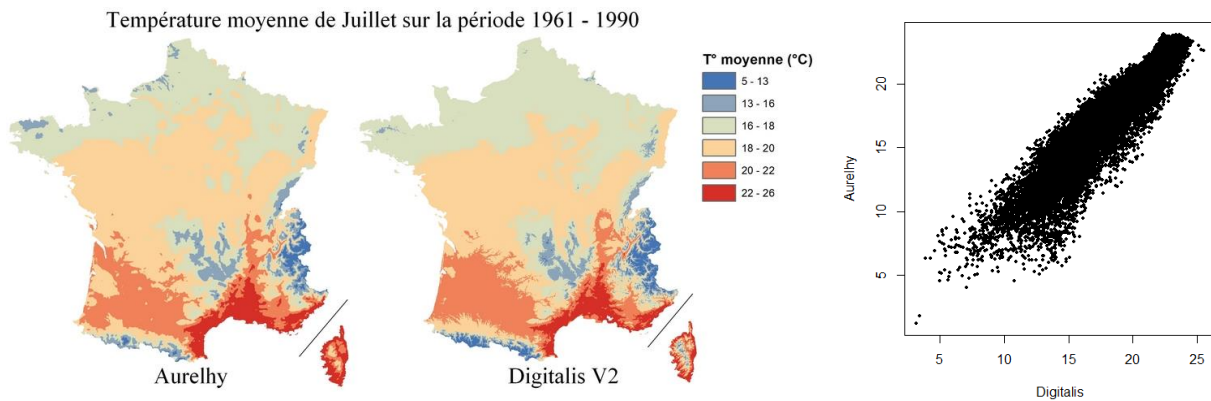 Température moyenne de Juillet sur la période 1961 - 1990
T° moyenne (°C)
5 - 13
13 - 16
16 - 18
18 - 20
20 - 22
22 - 26
Aurelhy
Digitalis V2
Aurelhy
20
15
10
5
5
10
15
20
25
Digitalis